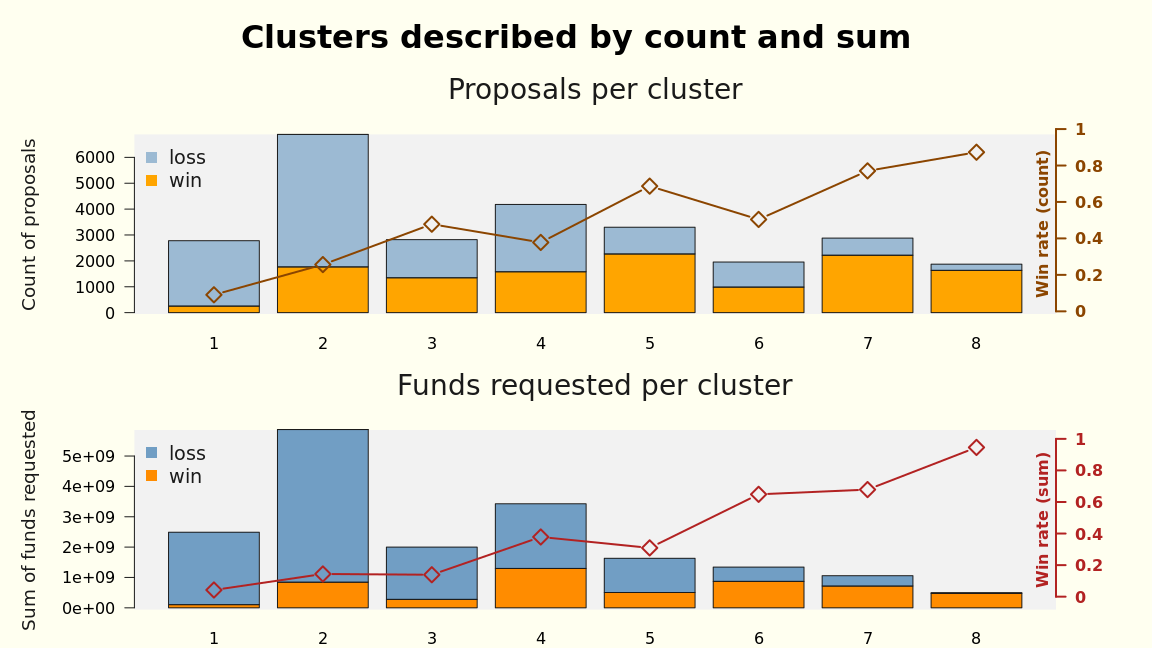 Clusters described by count and sum
Proposals per cluster
Count of proposals
6000
5000
4000
3000
2000
1000
0
loss
win
1 2 3 4 5 6 7 8
Win rate (count)
1
0.8
0.6
0.4
0.2
0
Funds requested per cluster
Sum of funds requested
5e+09
4e+09
3e+09
2e+09
1e+09
0e+00
loss
win
1 2 3 4 5 6 7 8
Win rate (sum)
1
0.8
0.6
0.4
0.2
0